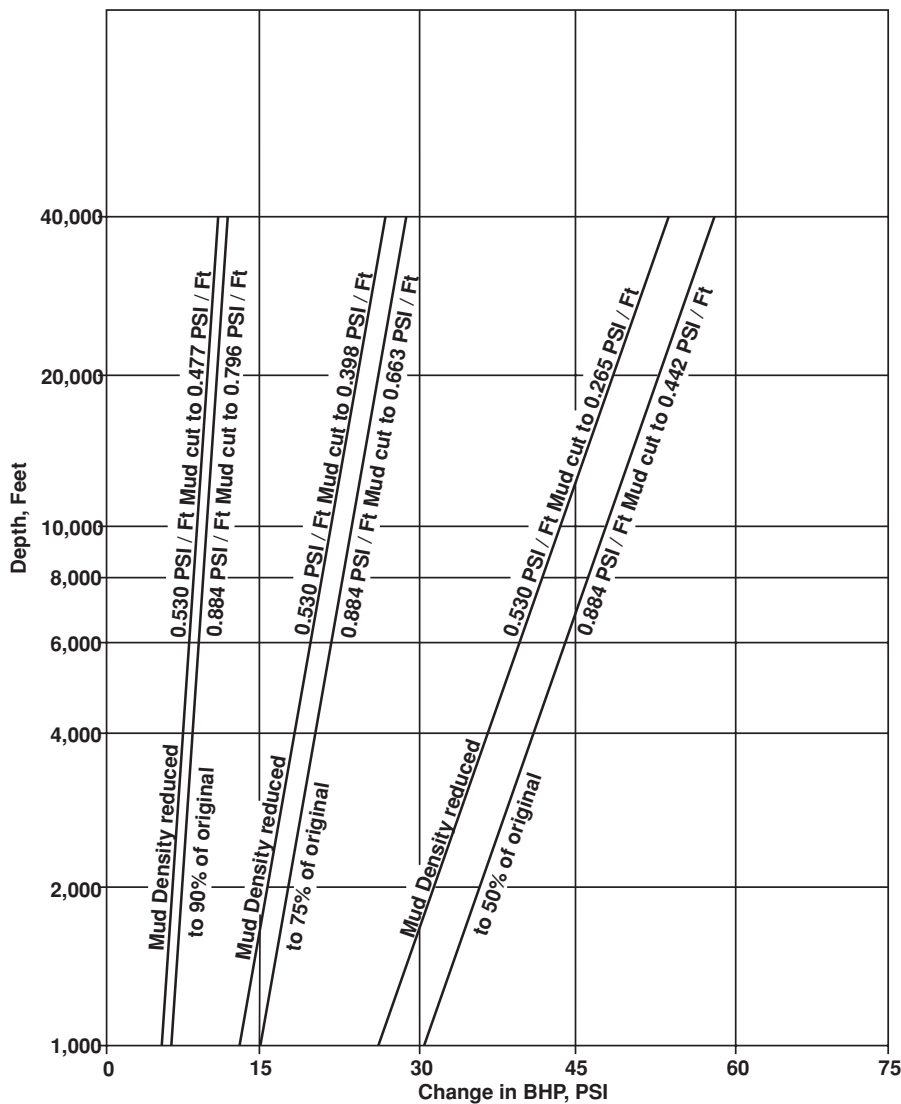 40,000
20,000
10,000
8,000
6,000
4,000
2,000
1,000
Depth, Feet
0.530 PSI / Ft Mud cut to 0.477 PSI / Ft
0.884 PSI / Ft Mud cut to 0.796 PSI / Ft
0.530 PSI / Ft Mud cut to 0.398 PSI / Ft
0.884 PSI / Ft Mud cut to 0.663 PSI / Ft
0.530 PSI / Ft Mud cut to 0.265 PSI / Ft
0.884 PSI / Ft Mud cut to 0.442 PSI / Ft
Mud Density reduced
to 90% of original
Mud Density reduced
to 75% of original
Mud Density reduced
to 50% of original
0 15 30 45 60 75
Change in BHP, PSI